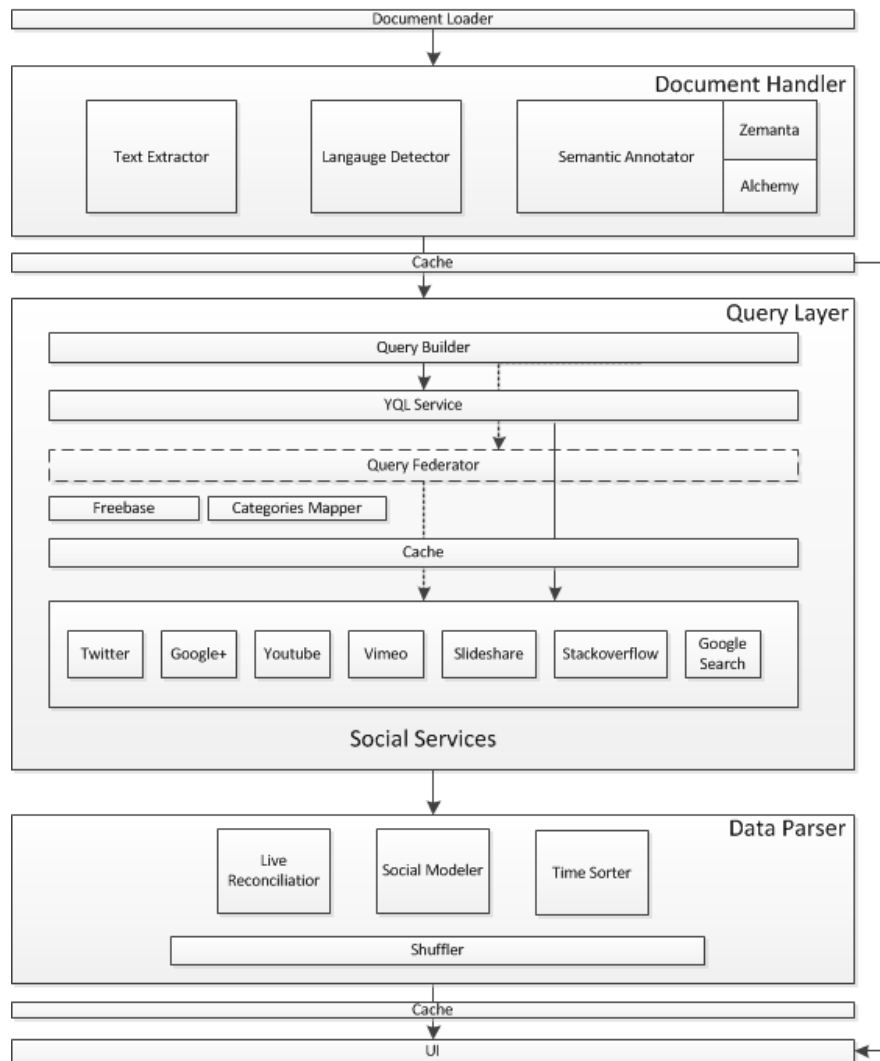 Document Loader
Document Handler
Text Extractor
Langauge Detector
Semantic Annotator
Zemanta
Alchemy
Cache
Query Layer
Query Builder
YQL Service
Query Federator
Freebase
Categories Mapper
Cache
Twitter
Google+
Youtube
Vimeo
Slideshare
Stackoverflow
Google
Search
Social Services
Data Parser
Live
Reconciliatior
Social Modeler
Time Sorter
Shuffler
Cache
UI